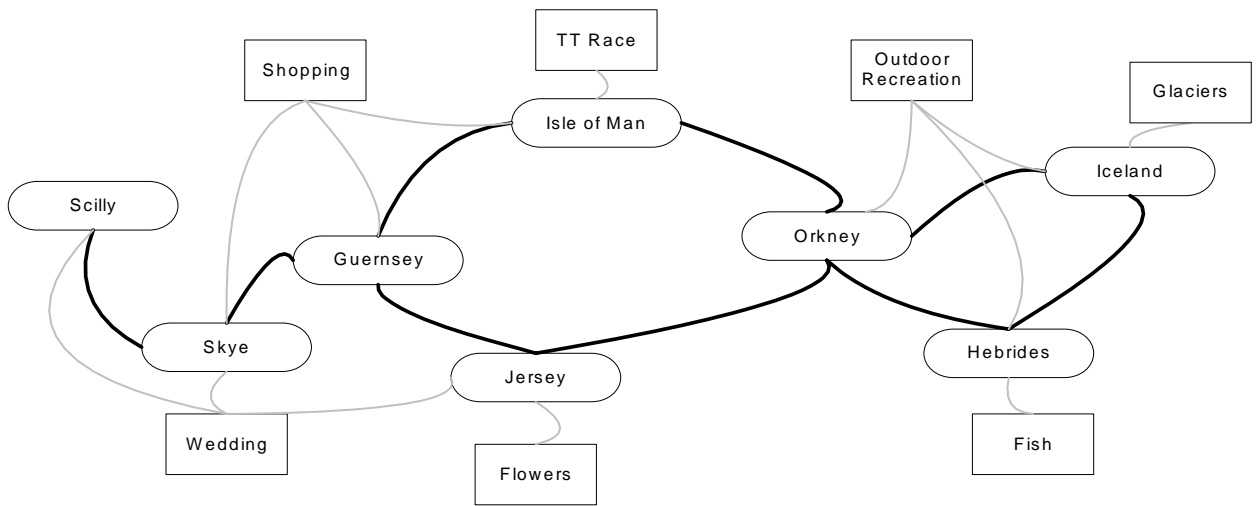 TT Race
Shopping
Outdoor
Recreation
Glaciers
Isle of Man
Iceland
Scilly
Orkney
Guernsey
Skye
Hebrides
Jersey
Wedding
Fish
Flowers